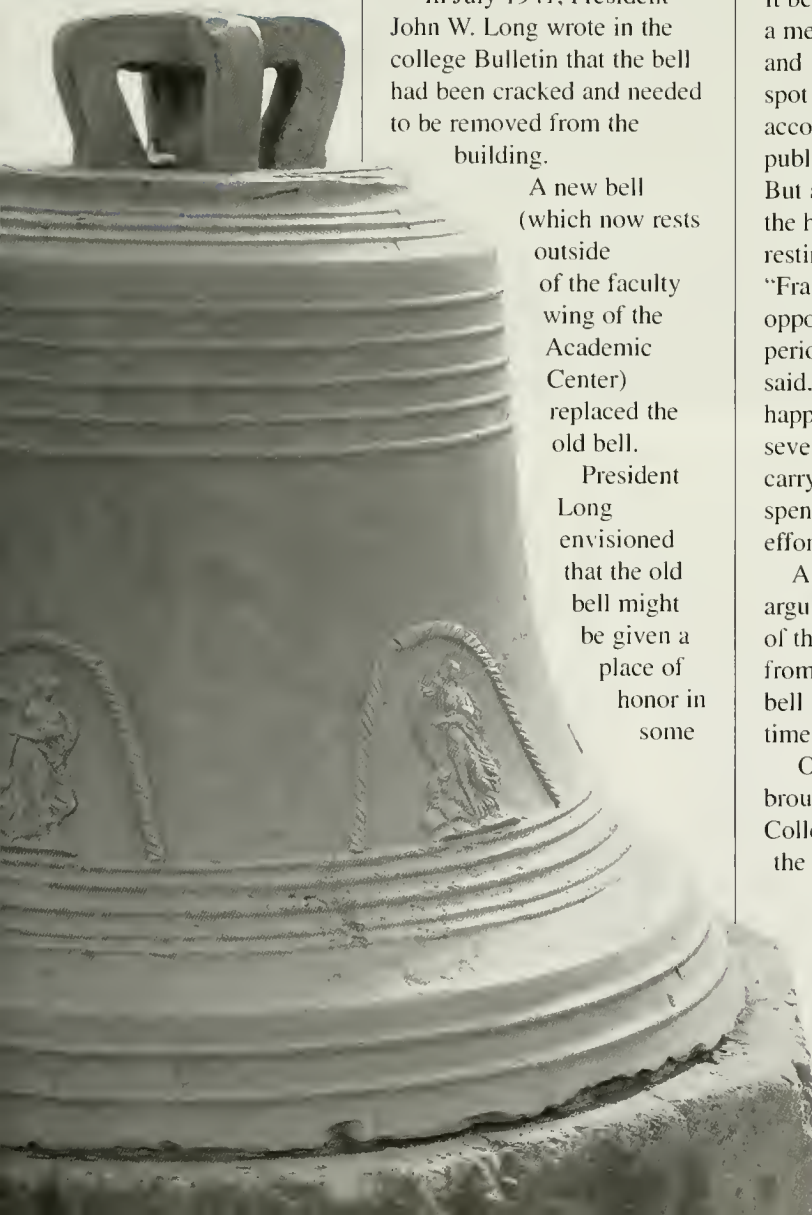 John W. Long wrote in the
college Bulletin that the bell
had been cracked and needed
to be removed from the
building.
A new bell
(which now rests
outside
of the faculty
wing of the
Academic
Center)
replaced the
old bell.
President
Long
envisioned
that the old
bell might
be given a
place of
honor in
some
a me
and
spot
acco
publ
But
the h
resti
“Fra
oppo
perio
said.
happ
seve
carry
spen
effor
A
argu
of th
from
bell
time
brou
Coll
the